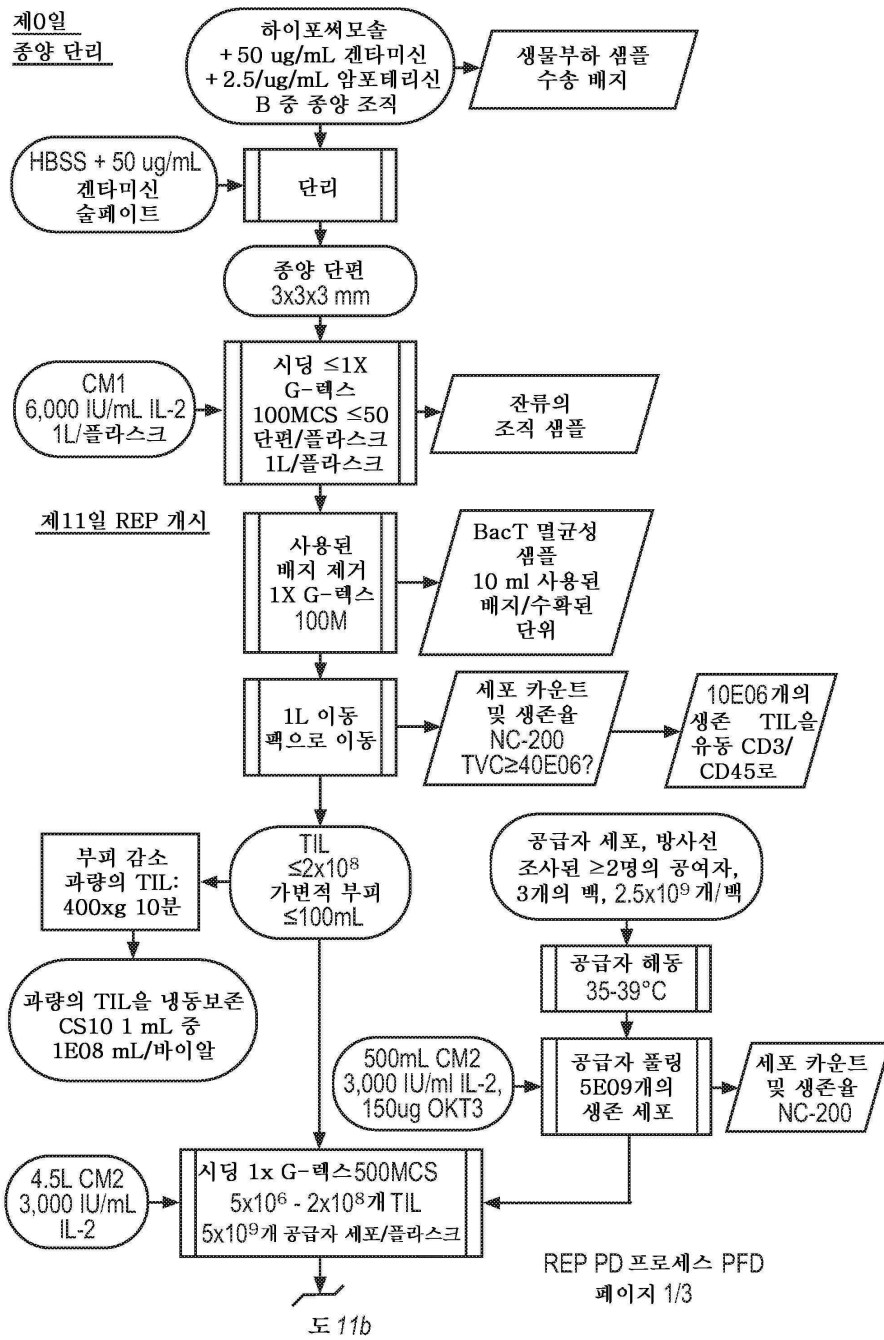 제0일
종양 단리
하이포써모솔
+50 ug/mL 겐타미신
+2.5/ug/mL 암포테리신
B 중 종양 조직
생물부하 샘플
수송 배지
HBSS + 50 ug/mL
겐타미신
술페이트
단리
종양 단편
3x3x3 mm
CM1
6,000 IU/mL IL-2
1L/플라스크
시딩 ≤1X
G-렉스
100MCS ≤50
단편/플라스크
1L/플라스크
잔류의
조직 샘플
제11일 REP 개시
사용된
배지 제거
1X G-렉스
100M
BacT 멸균성
샘플
10 ml 사용된
배지/수확된
단위
1L 이동
팩으로 이동
세포 카운트
및 생존율
NC-200
TVC≥40E06?
10E06개의
생존 TIL을
유동 CD3/
CD45로
부피 감소
과량의 TIL:
400xg 10분
TIL
≤2x10⁸
가변적 부피
≤100mL
공급자 세포, 방사선
조사된 ≥2명의 공여자,
3개의 백, 2.5x10⁹개/백
과량의 TIL을 냉동보존
CS10 1 mL 중
1E08 mL/바이알
공급자 해동
35-39°C
500mL CM2
3,000 IU/ml IL-2,
150ug OKT3
공급자 풀링
5E09개의
생존 세포
세포 카운트
및 생존율
NC-200
4.5L CM2
3,000 IU/mL
IL-2
시딩 1x G-렉스500MCS
5x10⁶ - 2x10⁸개 TIL
5x10⁹개 공급자 세포/플라스크
REP PD 프로세스 PFD
페이지 1/3
도 11b